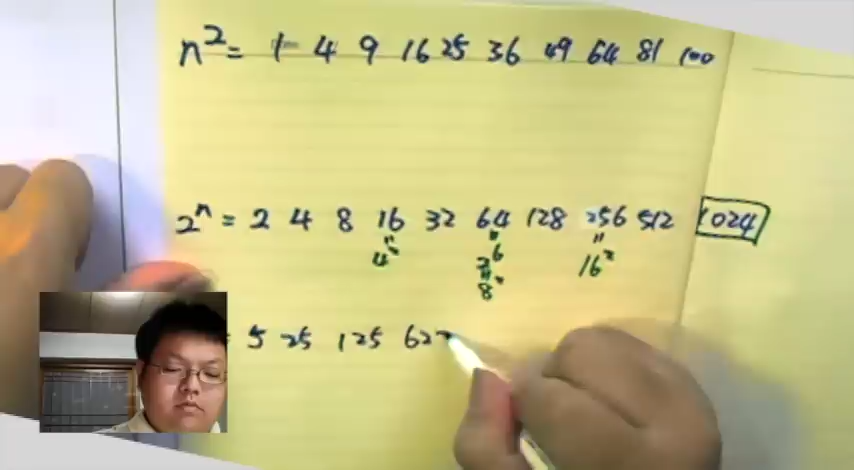 n² = 1 4 9 16 25 36 49 64 81 100
2ⁿ = 2 4 8 16 32 64 128 256 512 1024
" " "
4² 2⁶ 16²
"
8²
= 5 25 125 62